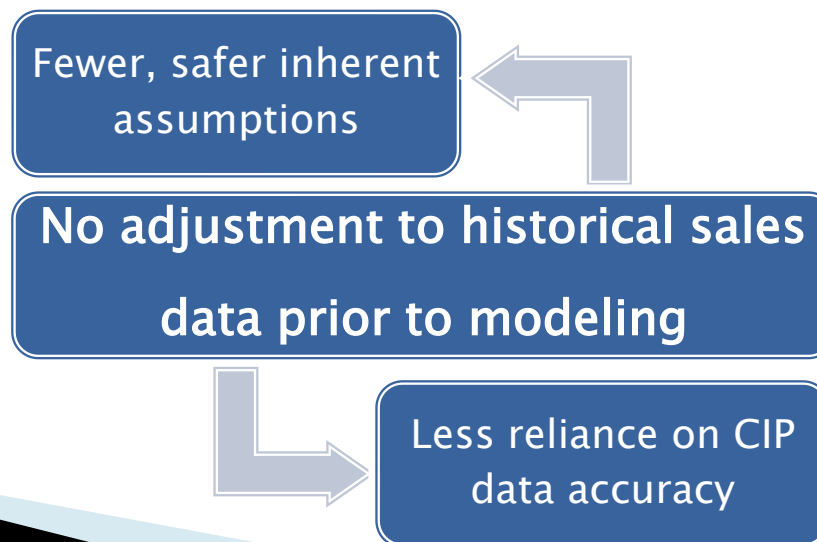 Fewer, safer inherent
assumptions
No adjustment to historical sales
data prior to modeling
Less reliance on CIP
data accuracy